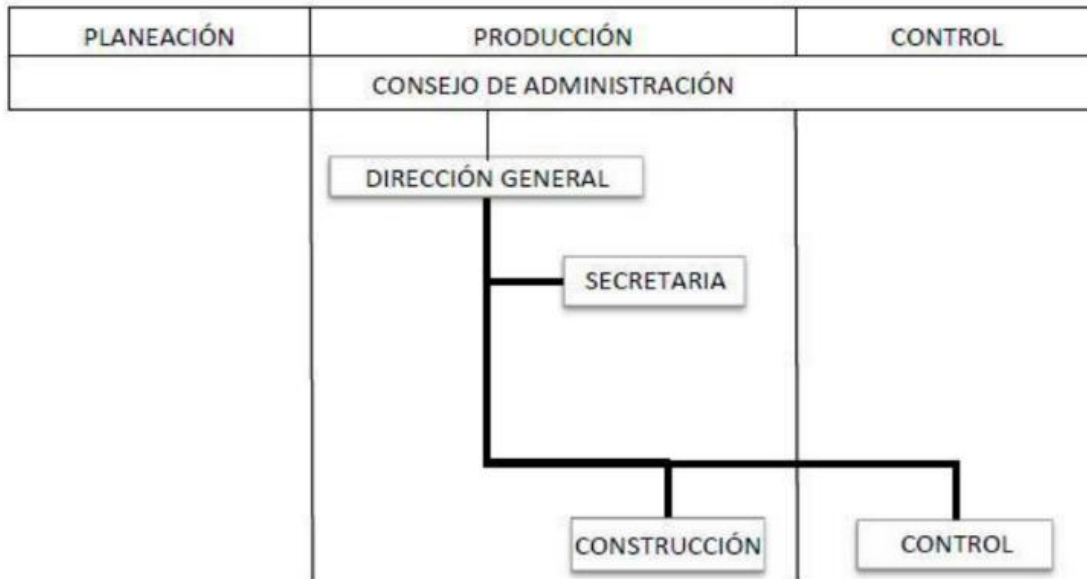 PLANEACIÓN
PRODUCCIÓN
CONTROL
CONSEJO DE ADMINISTRACIÓN
DIRECCIÓN GENERAL
SECRETARIA
CONSTRUCCIÓN
CONTROL